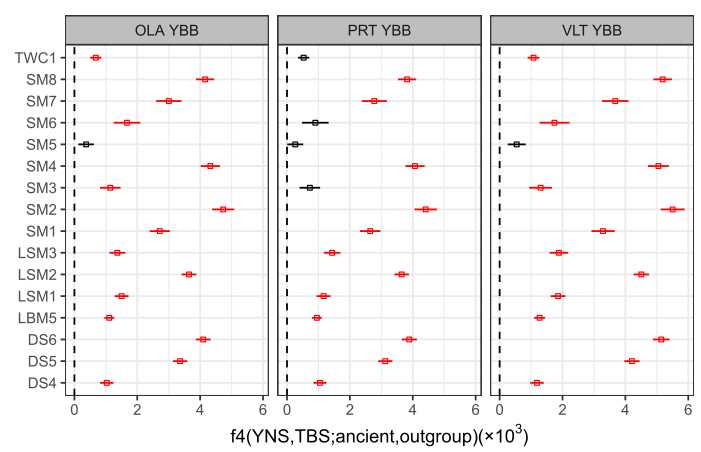 OLA YBB PRT YBB VLT YBB
TWC1
SM8
SM7
SM6
SM5
SM4
SM3
SM2
SM1
LSM3
LSM2
LSM1
LBM5
DS6
DS5
DS4
0 2 4 6 0 2 4 6 0 2 4 6
f4(YNS,TBS;ancient,outgroup)(×10³)